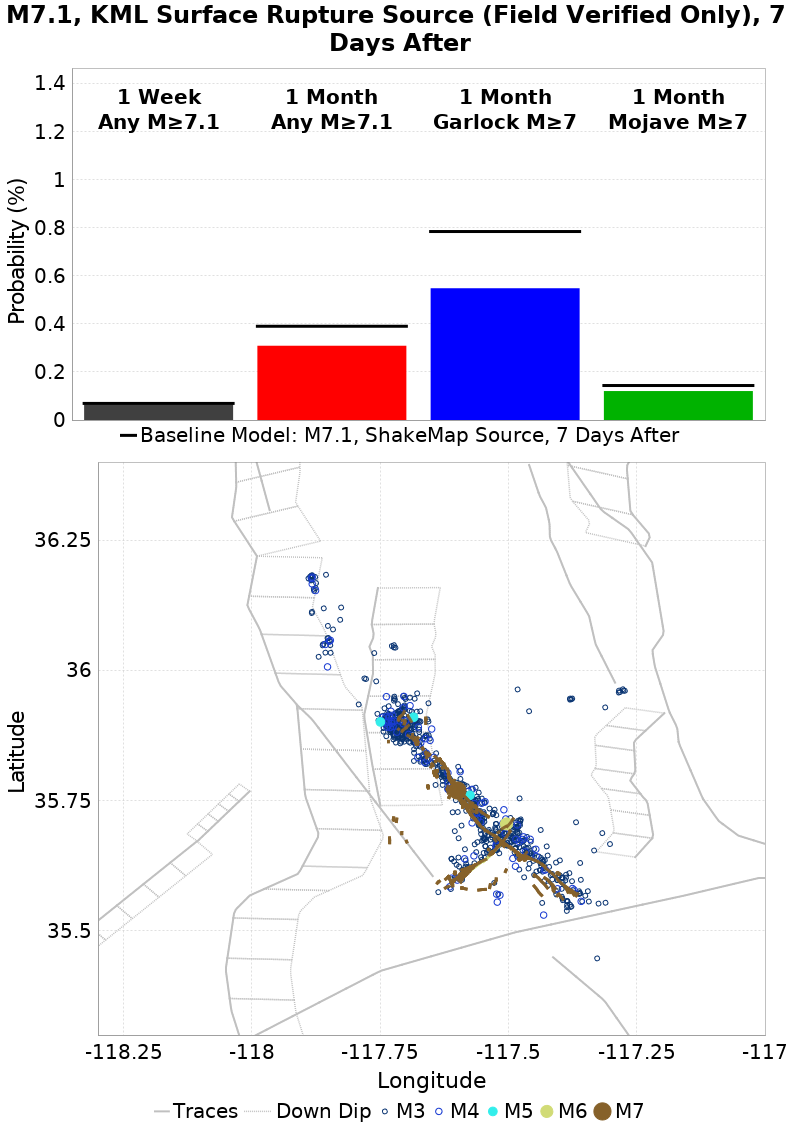 M7.1, KML Surface Rupture Source (Field Verified Only), 7
Days After
1 Week
Any M≥7.1
1 Month
Any M≥7.1
1 Month
Garlock M≥7
1 Month
Mojave M≥7
Probability (%)
1.4
1.2
1
0.8
0.6
0.4
0.2
0
Baseline Model: M7.1, ShakeMap Source, 7 Days After
Latitude
36.25
36
35.75
35.5
-118.25
-118
-117.75
-117.5
-117.25
-117
Longitude
Traces
Down Dip
M3
M4
M5
M6
M7